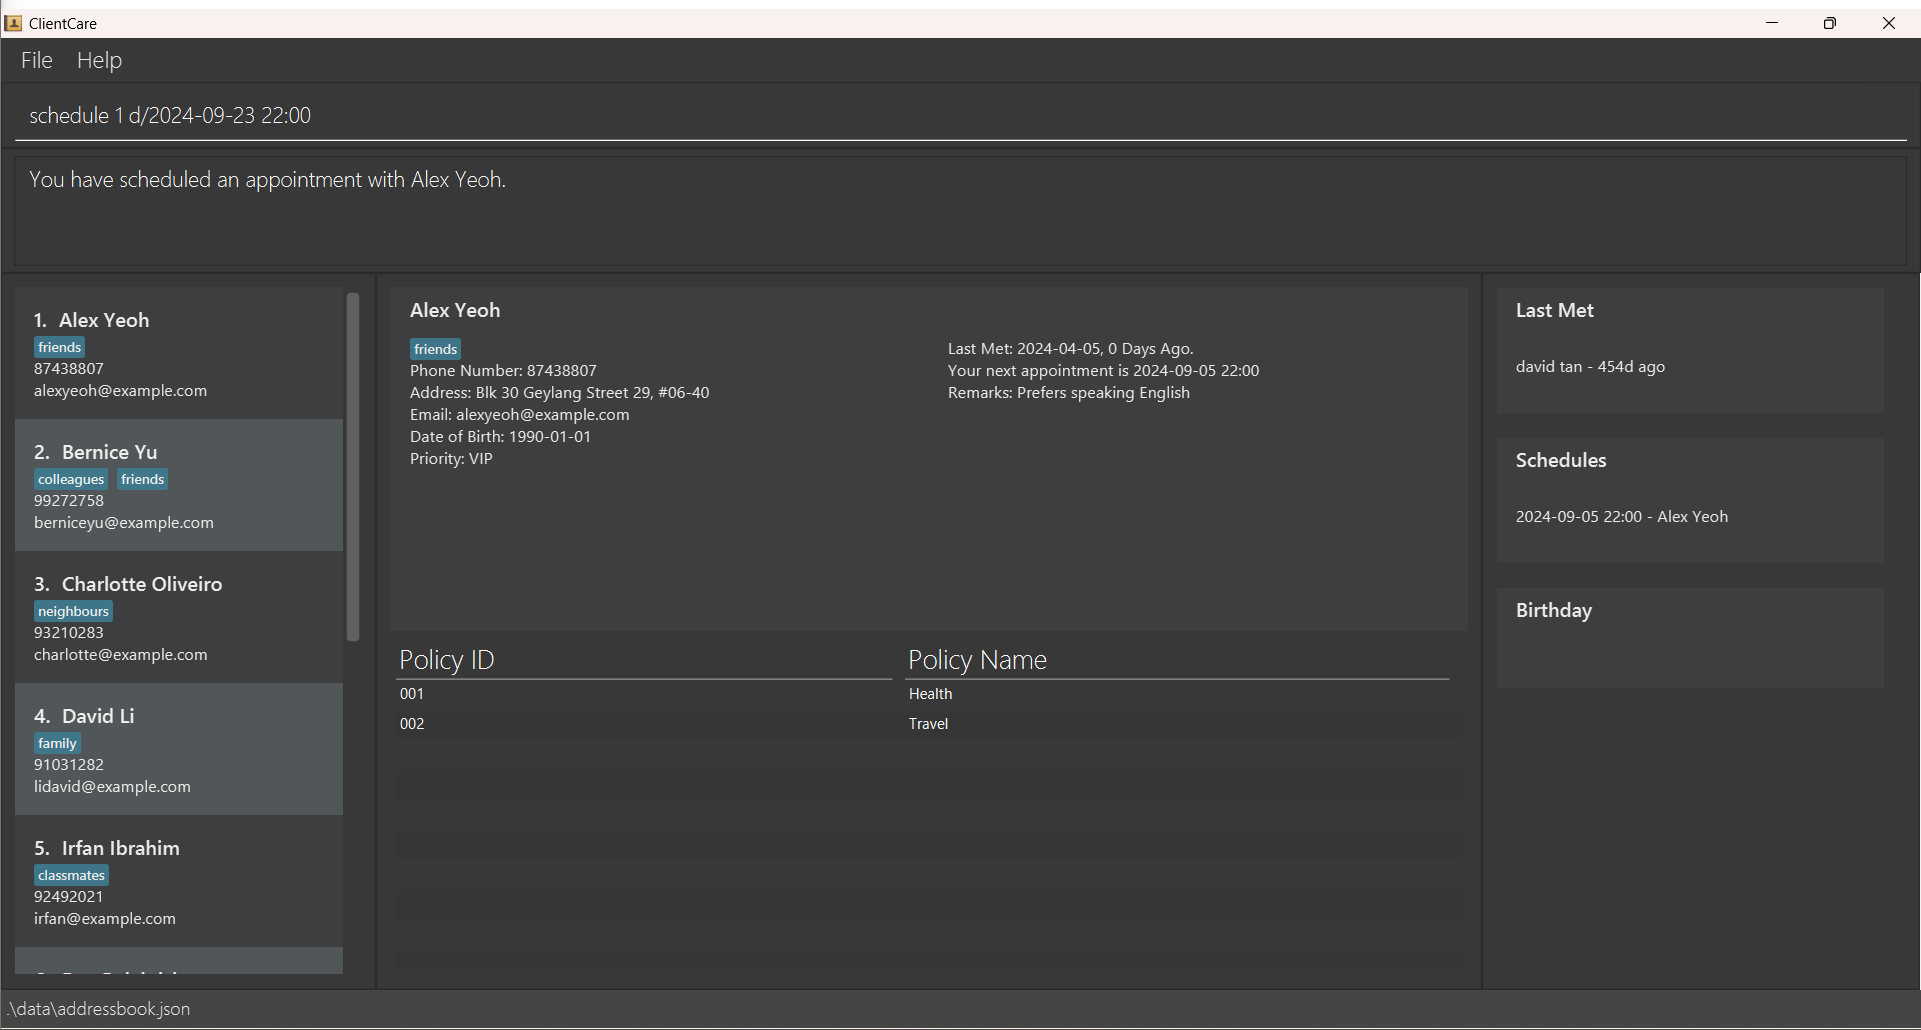 ClientCare
File Help
schedule 1 d/2024-09-23 22:00
You have scheduled an appointment with Alex Yeoh.
1. Alex Yeoh
friends
87438807
alexyeoh@example.com
2. Bernice Yu
colleagues friends
99272758
berniceyu@example.com
3. Charlotte Oliveiro
neighbours
93210283
charlotte@example.com
4. David Li
family
91031282
lidavid@example.com
5. Irfan Ibrahim
classmates
92492021
irfan@example.com
Alex Yeoh
friends
Phone Number: 87438807
Address: Blk 30 Geylang Street 29, #06-40
Email: alexyeoh@example.com
Date of Birth: 1990-01-01
Priority: VIP
Last Met: 2024-04-05, 0 Days Ago.
Your next appointment is 2024-09-05 22:00
Remarks: Prefers speaking English
Policy ID Policy Name
001 Health
002 Travel
Last Met
david tan - 454d ago
Schedules
2024-09-05 22:00 - Alex Yeoh
Birthday
.\data\addressbook.json